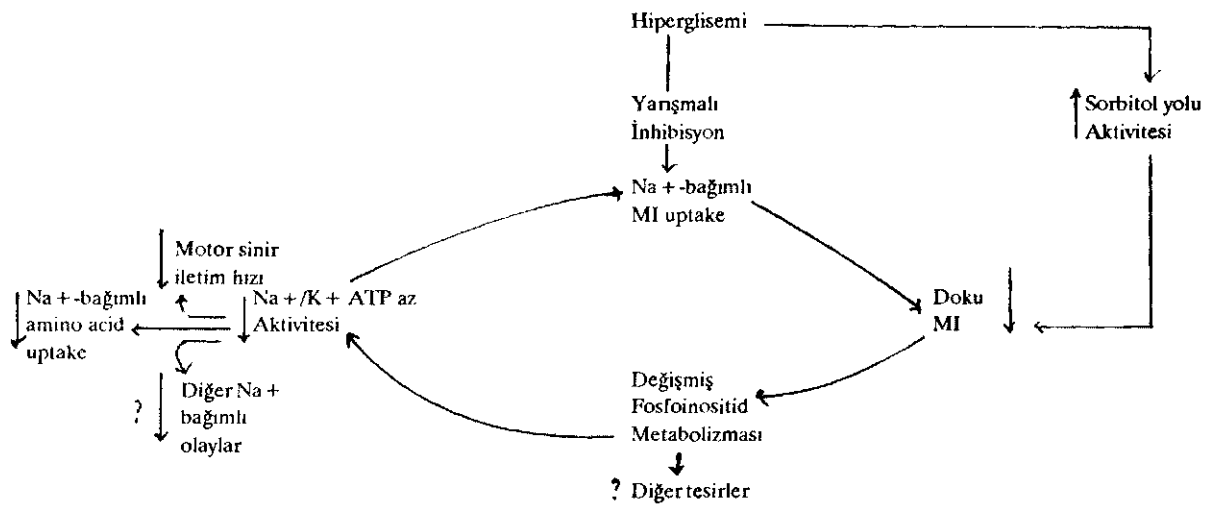 Hiperglisemi
Yarışmalı
İnhibisyon
Sorbitol yolu
Aktivitesi
Na + -bağımlı
MI uptake
Motor sinir
iletim hızı
Na + -bağımlı
amino acid
uptake
Na + /K + ATP az
Aktivitesi
Doku
MI
? Diğer Na +
bağımlı
olaylar
Değişmiş
Fosfoinositid
Metabolizması
? Diğer tesirler